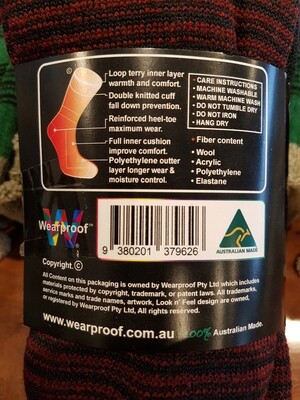 ©
Loop terry inner layer
warmth and comfort.
Double knitted cuff
fall down prevention.
Reinforced heel-toe
maximum wear.
Full inner cushion
improve comfort.
Polyethylene outter
layer longer wear &
moisture control.
- CARE INSTRUCTIONS
- MACHINE WASHABLE
- WARM MACHINE WASH
- DO NOT TUMBLE DRY
- DO NOT IRON
- HANG DRY
• Fiber content
• Wool
• Acrylic
• Polyethylene
• Elastane
Wearproof™
9 380201 379626
AUSTRALIAN MADE
Copyright. ©
All Content on this packaging is owned by Wearproof Pty Ltd which includes
materials protected by copyright, trademark, or patent laws. All trademarks,
service marks and trade names, artwork, Look n' Feel design are owned,
or registered by Wearproof Pty Ltd, All rights reserved.
www.wearproof.com.au 100% Australian Made.